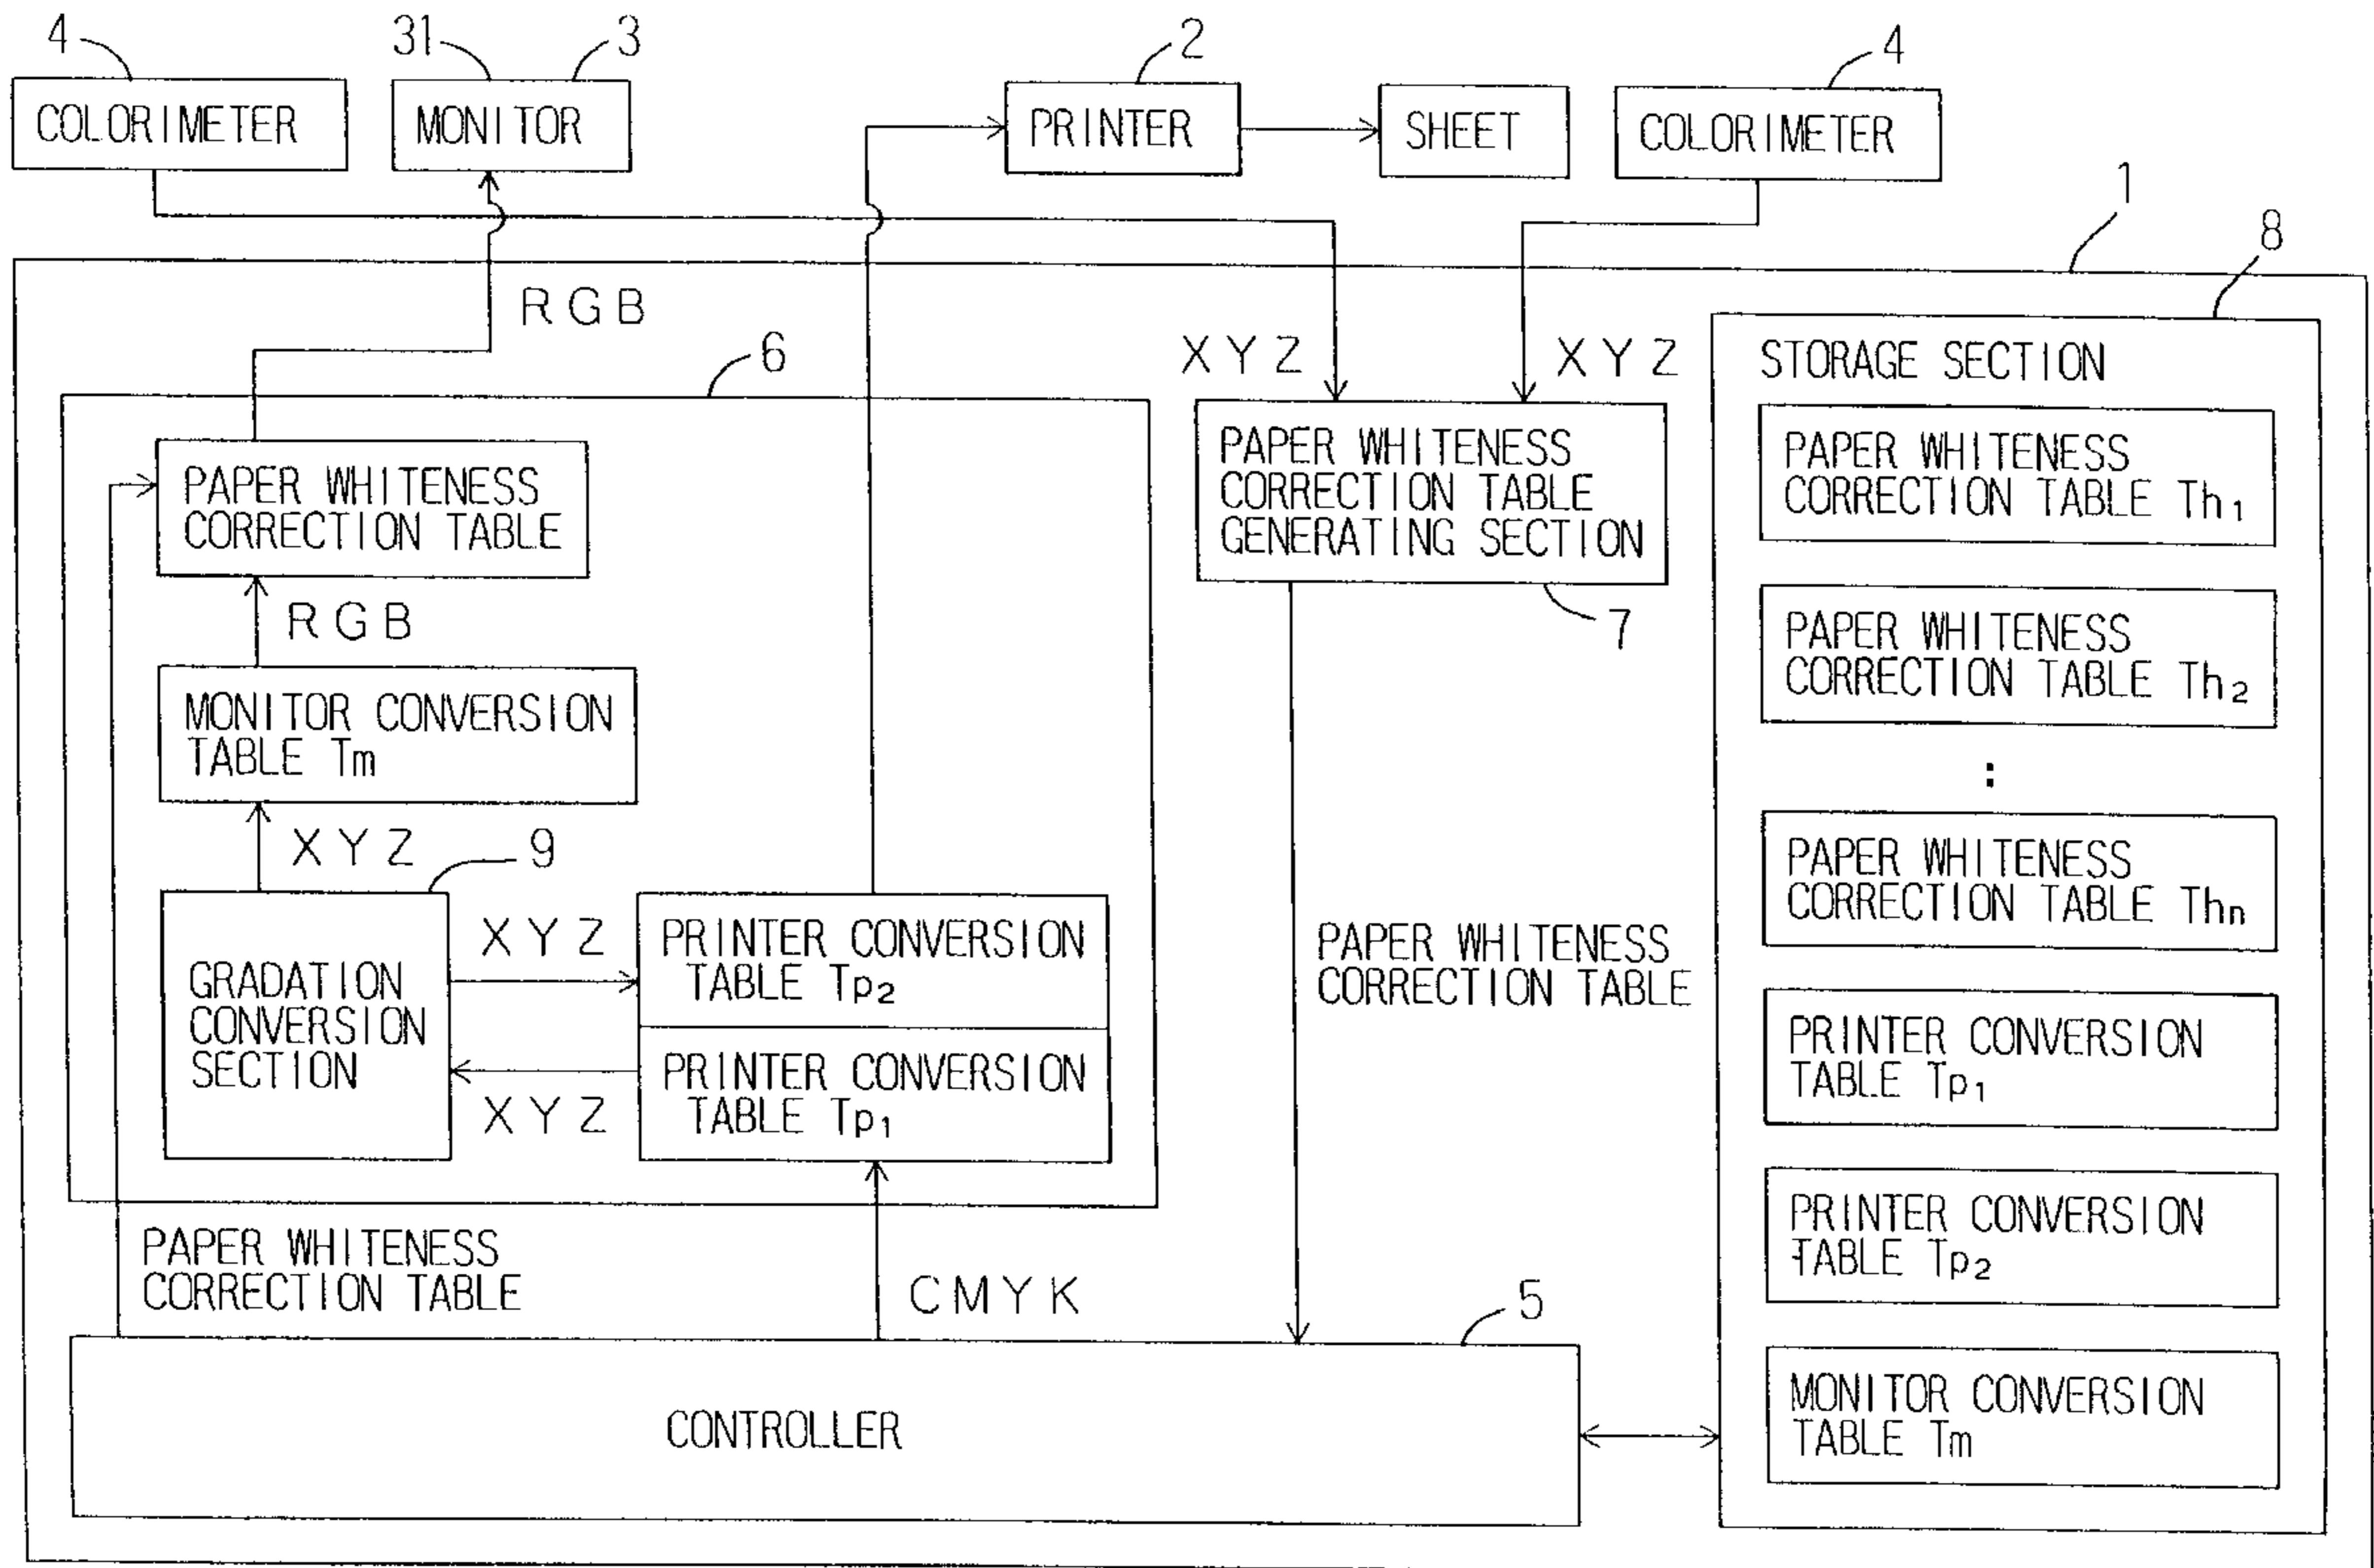 4
31
3
2
4
COLORIMETER
MONITOR
PRINTER
SHEET
COLORIMETER
1
8
RGB
6
XYZ
XYZ
STORAGE SECTION
PAPER WHITENESS
CORRECTION TABLE
PAPER WHITENESS
CORRECTION TABLE
GENERATING SECTION
7
PAPER WHITENESS
CORRECTION TABLE Th1
RGB
PAPER WHITENESS
CORRECTION TABLE Th2
:
MONITOR CONVERSION
TABLE Tm
XYZ
9
PAPER WHITENESS
CORRECTION TABLE Thn
GRADATION
CONVERSION
SECTION
XYZ
PRINTER CONVERSION
TABLE Tp2
XYZ
PRINTER CONVERSION
TABLE Tp1
PAPER WHITENESS
CORRECTION TABLE
PRINTER CONVERSION
TABLE Tp1
PRINTER CONVERSION
TABLE Tp2
PAPER WHITENESS
CORRECTION TABLE
CMYK
5
CONTROLLER
MONITOR CONVERSION
TABLE Tm